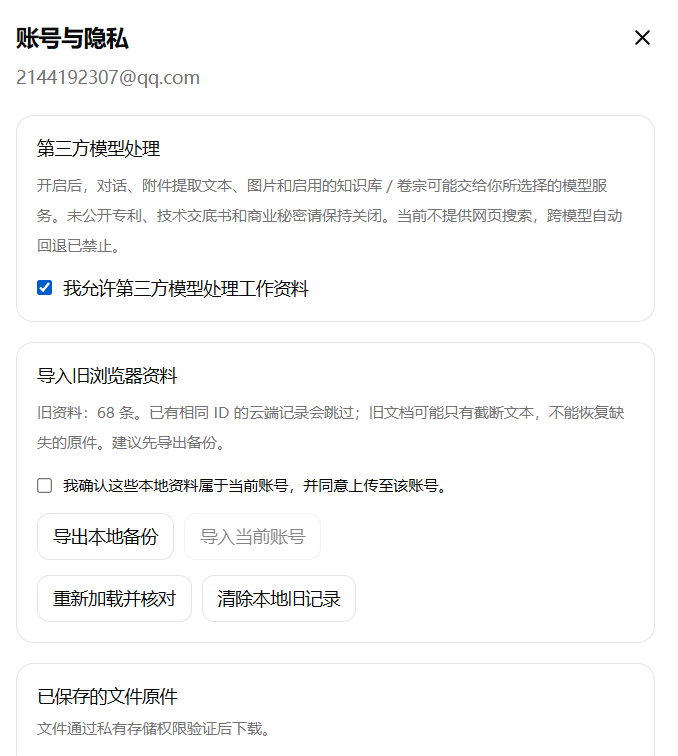 账号与隐私
2144192307@qq.com
第三方模型处理
开启后，对话、附件提取文本、图片和启用的知识库 / 卷宗可能交给你所选择的模型服
务。未公开专利、技术交底书和商业秘密请保持关闭。当前不提供网页搜索，跨模型自动
回退已禁止。
我允许第三方模型处理工作资料
导入旧浏览器资料
旧资料：68 条。已有相同 ID 的云端记录会跳过；旧文档可能只有截断文本，不能恢复缺
失的原件。建议先导出备份。
我确认这些本地资料属于当前账号，并同意上传至该账号。
导出本地备份 导入当前账号
重新加载并核对 清除本地旧记录
已保存的文件原件
文件通过私有存储权限验证后下载。